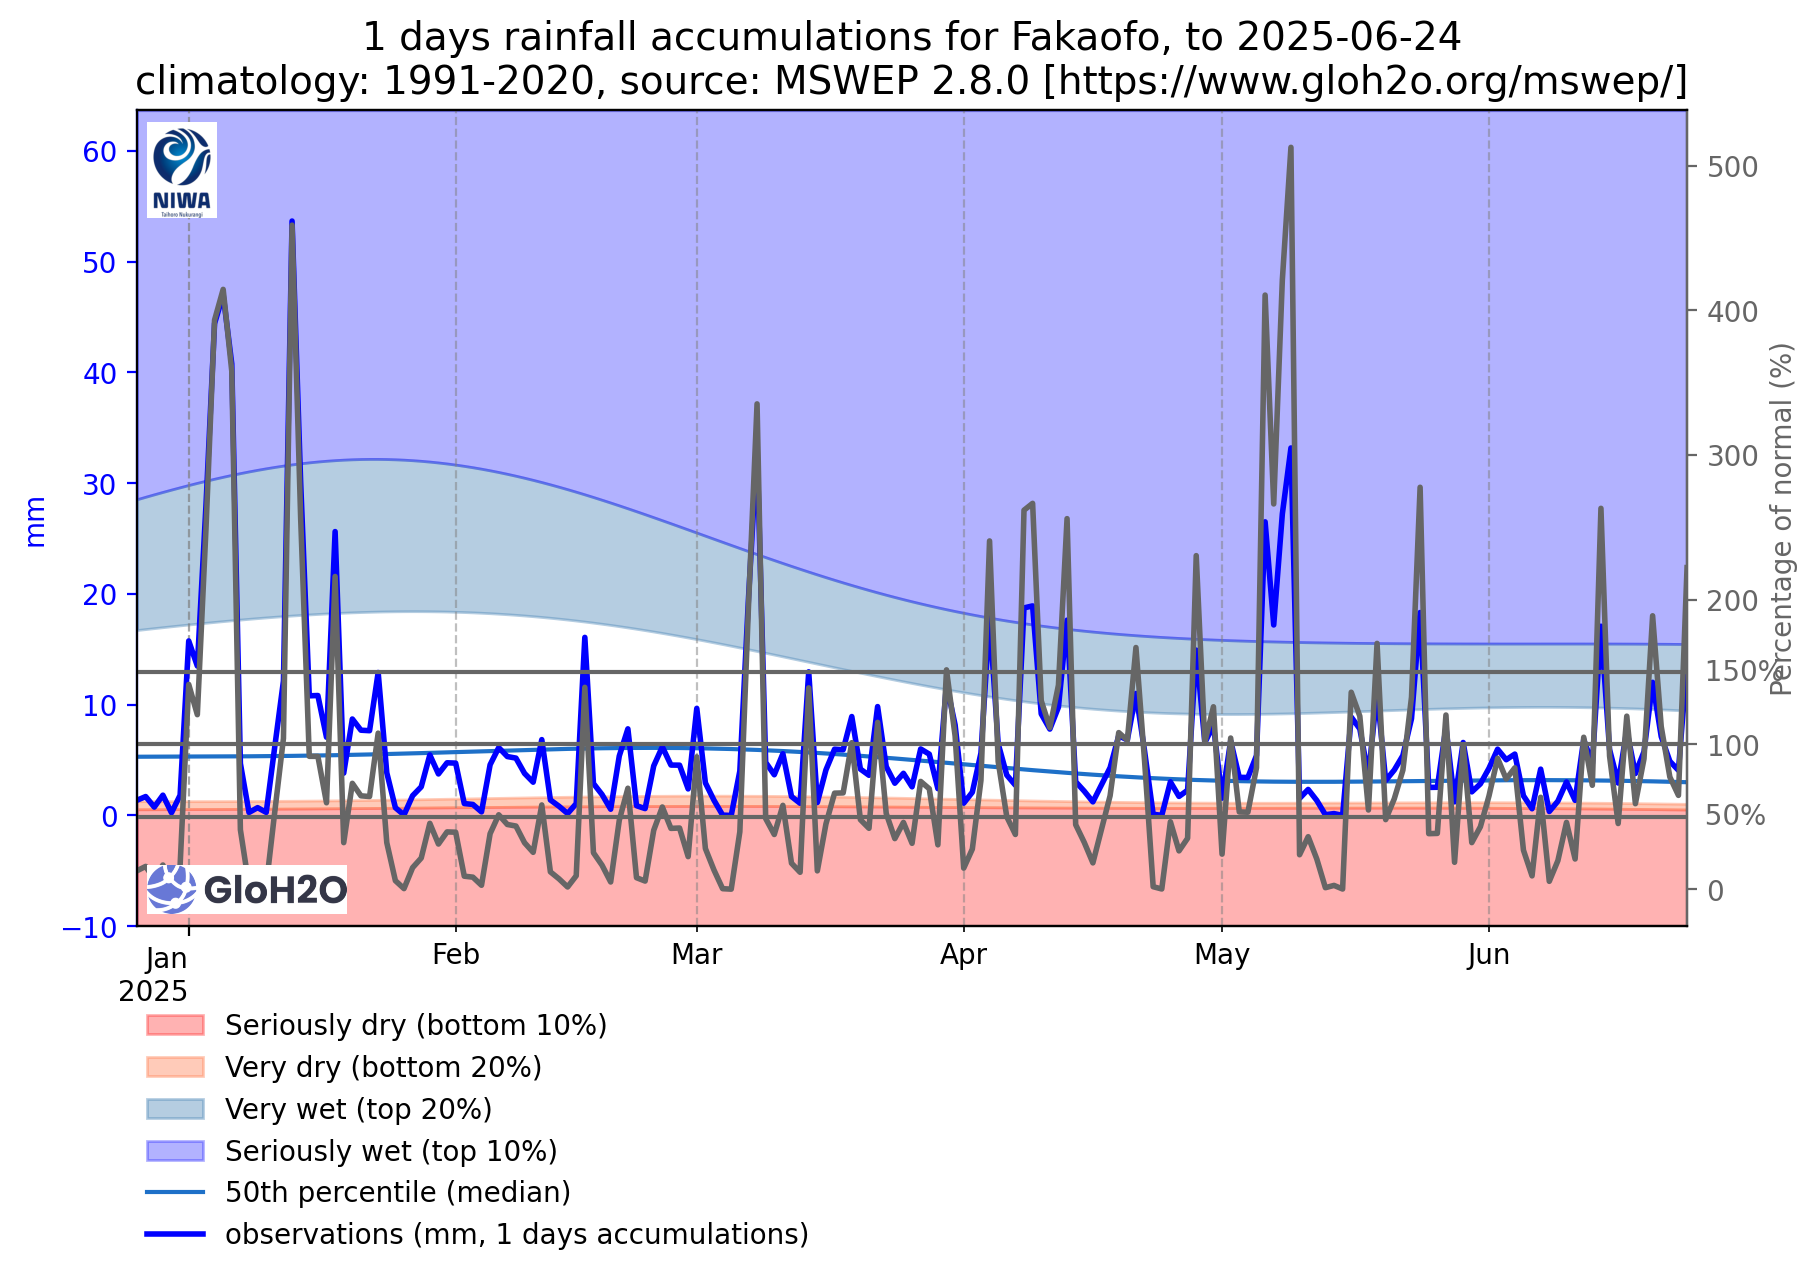 1 days rainfall accumulations for Fakaofo, to 2025-06-24
climatology: 1991-2020, source: MSWEP 2.8.0 [https://www.gloh2o.org/mswep/]
60
50
40
30
20
10
0
−10
mm
NIWA
Taihoro Nukurangi
GloH2O
500
400
300
200
150%
100
50%
0
Percentage of normal (%)
Jan
2025
Feb
Mar
Apr
May
Jun
Seriously dry (bottom 10%)
Very dry (bottom 20%)
Very wet (top 20%)
Seriously wet (top 10%)
50th percentile (median)
observations (mm, 1 days accumulations)